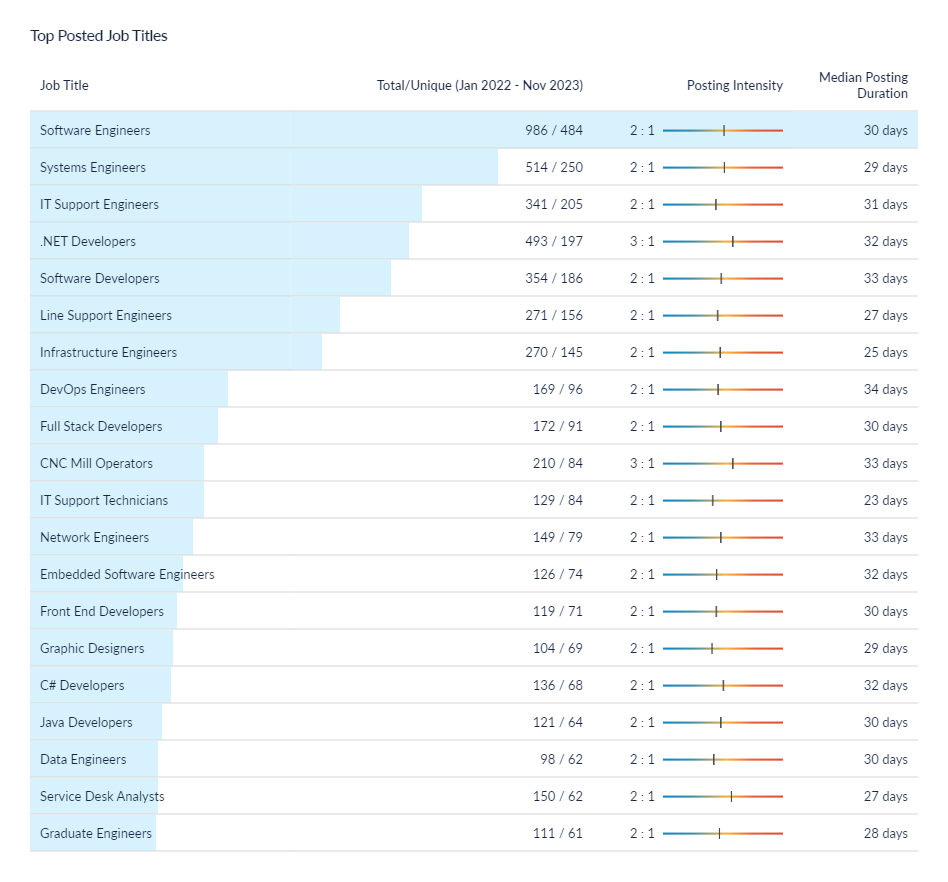 Top Posted Job Titles
Job Title Total/Unique (Jan 2022 - Nov 2023) Posting Intensity Median Posting Duration
Software Engineers 986 / 484 2 : 1 30 days
Systems Engineers 514 / 250 2 : 1 29 days
IT Support Engineers 341 / 205 2 : 1 31 days
.NET Developers 493 / 197 3 : 1 32 days
Software Developers 354 / 186 2 : 1 33 days
Line Support Engineers 271 / 156 2 : 1 27 days
Infrastructure Engineers 270 / 145 2 : 1 25 days
DevOps Engineers 169 / 96 2 : 1 34 days
Full Stack Developers 172 / 91 2 : 1 30 days
CNC Mill Operators 210 / 84 3 : 1 33 days
IT Support Technicians 129 / 84 2 : 1 23 days
Network Engineers 149 / 79 2 : 1 33 days
Embedded Software Engineers 126 / 74 2 : 1 32 days
Front End Developers 119 / 71 2 : 1 30 days
Graphic Designers 104 / 69 2 : 1 29 days
C# Developers 136 / 68 2 : 1 32 days
Java Developers 121 / 64 2 : 1 30 days
Data Engineers 98 / 62 2 : 1 30 days
Service Desk Analysts 150 / 62 2 : 1 27 days
Graduate Engineers 111 / 61 2 : 1 28 days